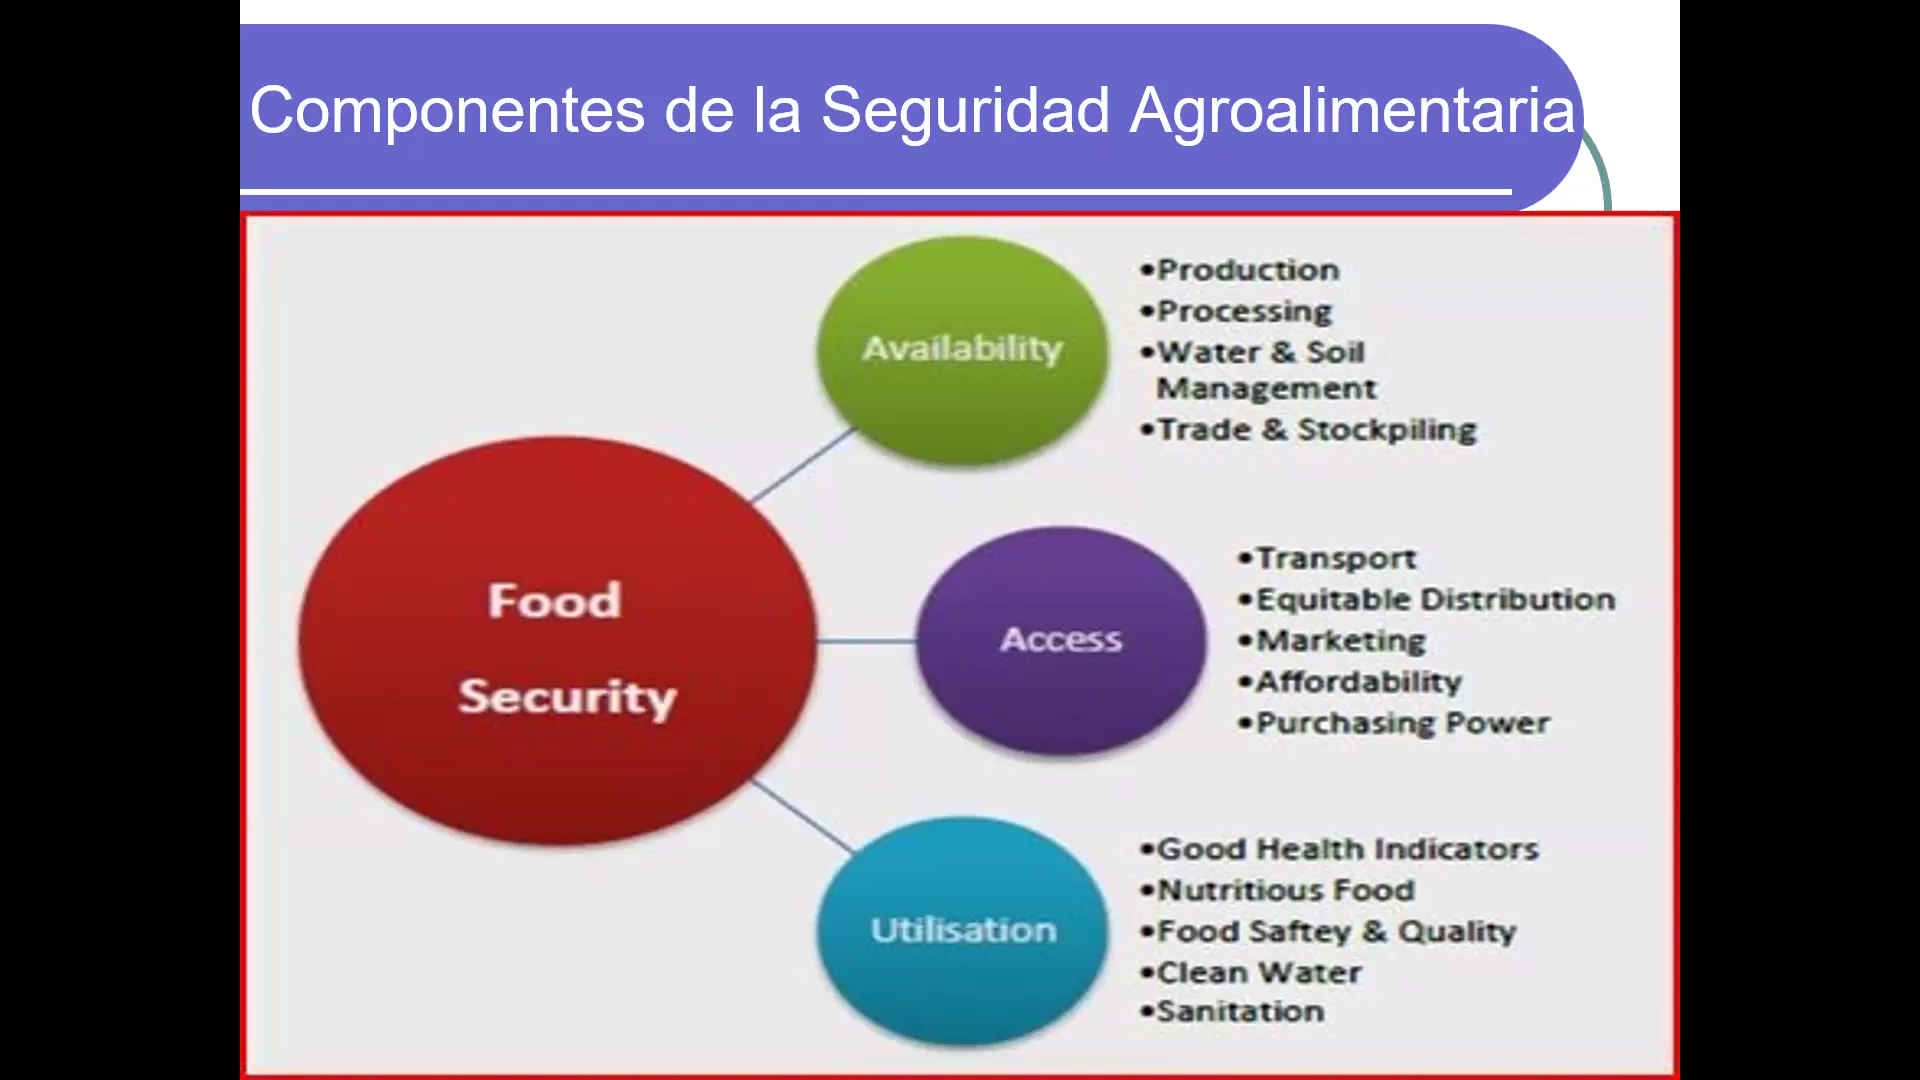 Componentes de la Seguridad Agroalimentaria
Food
Security
Availability
•Production
•Processing
•Water & Soil
Management
•Trade & Stockpiling
Access
•Transport
•Equitable Distribution
•Marketing
•Affordability
•Purchasing Power
Utilisation
•Good Health Indicators
•Nutritious Food
•Food Saftey & Quality
•Clean Water
•Sanitation